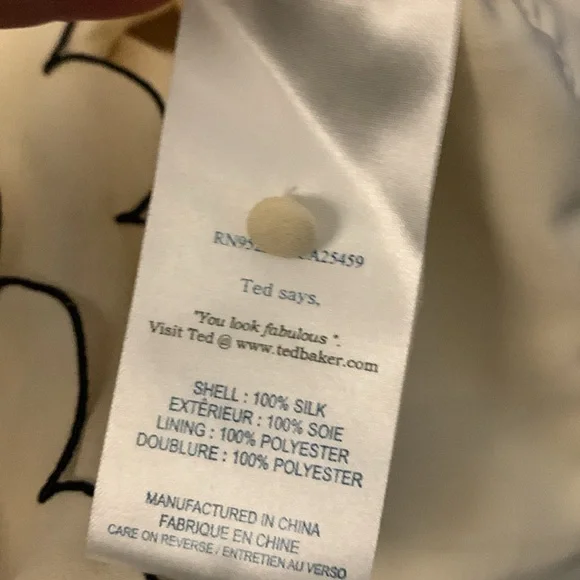 A25459
Ted says,
"You look fabulous ".
Visit Ted @ www.tedbaker.com
SHELL : 100% SILK
EXTÉRIEUR : 100% SOIE
LINING : 100% POLYESTER
DOUBLURE : 100% POLYESTER
MANUFACTURED IN CHINA
FABRIQUE EN CHINE
CARE ON REVERSE / ENTRETIEN AU VERSO